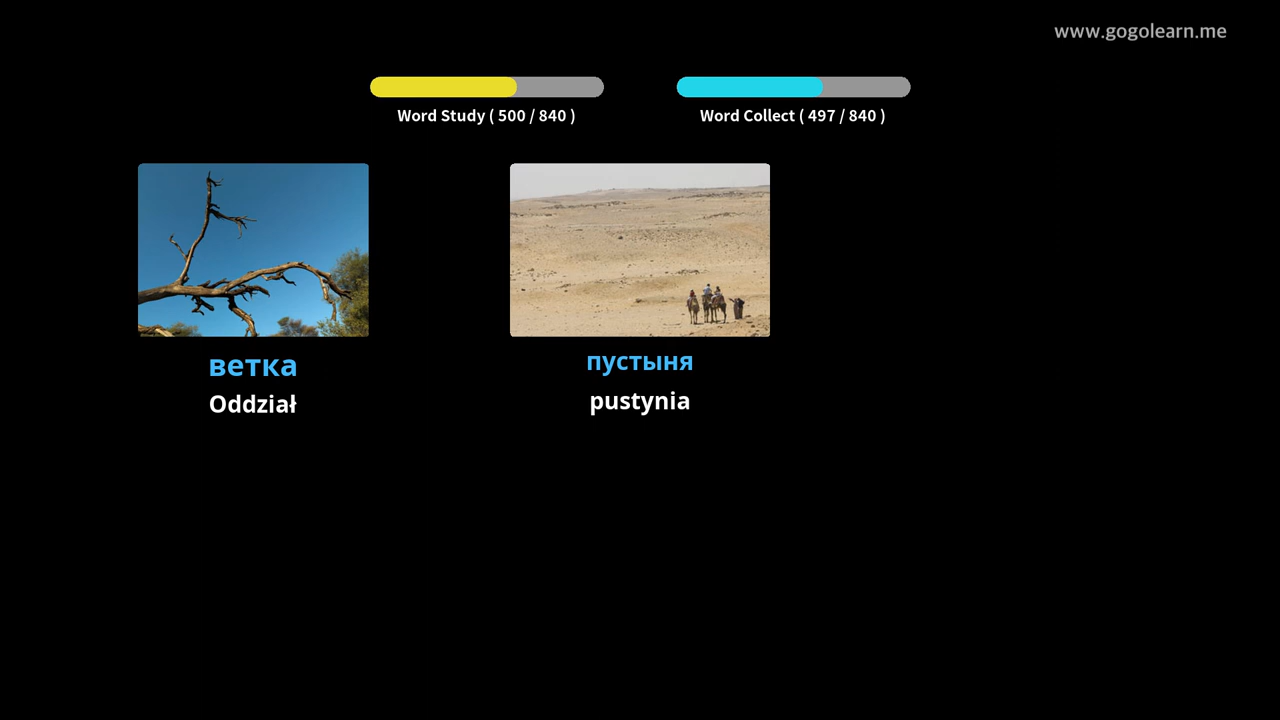 www.gogolearn.me
Word Study ( 500 / 840 )
Word Collect ( 497 / 840 )
ветка
Oddział
пустыня
pustynia